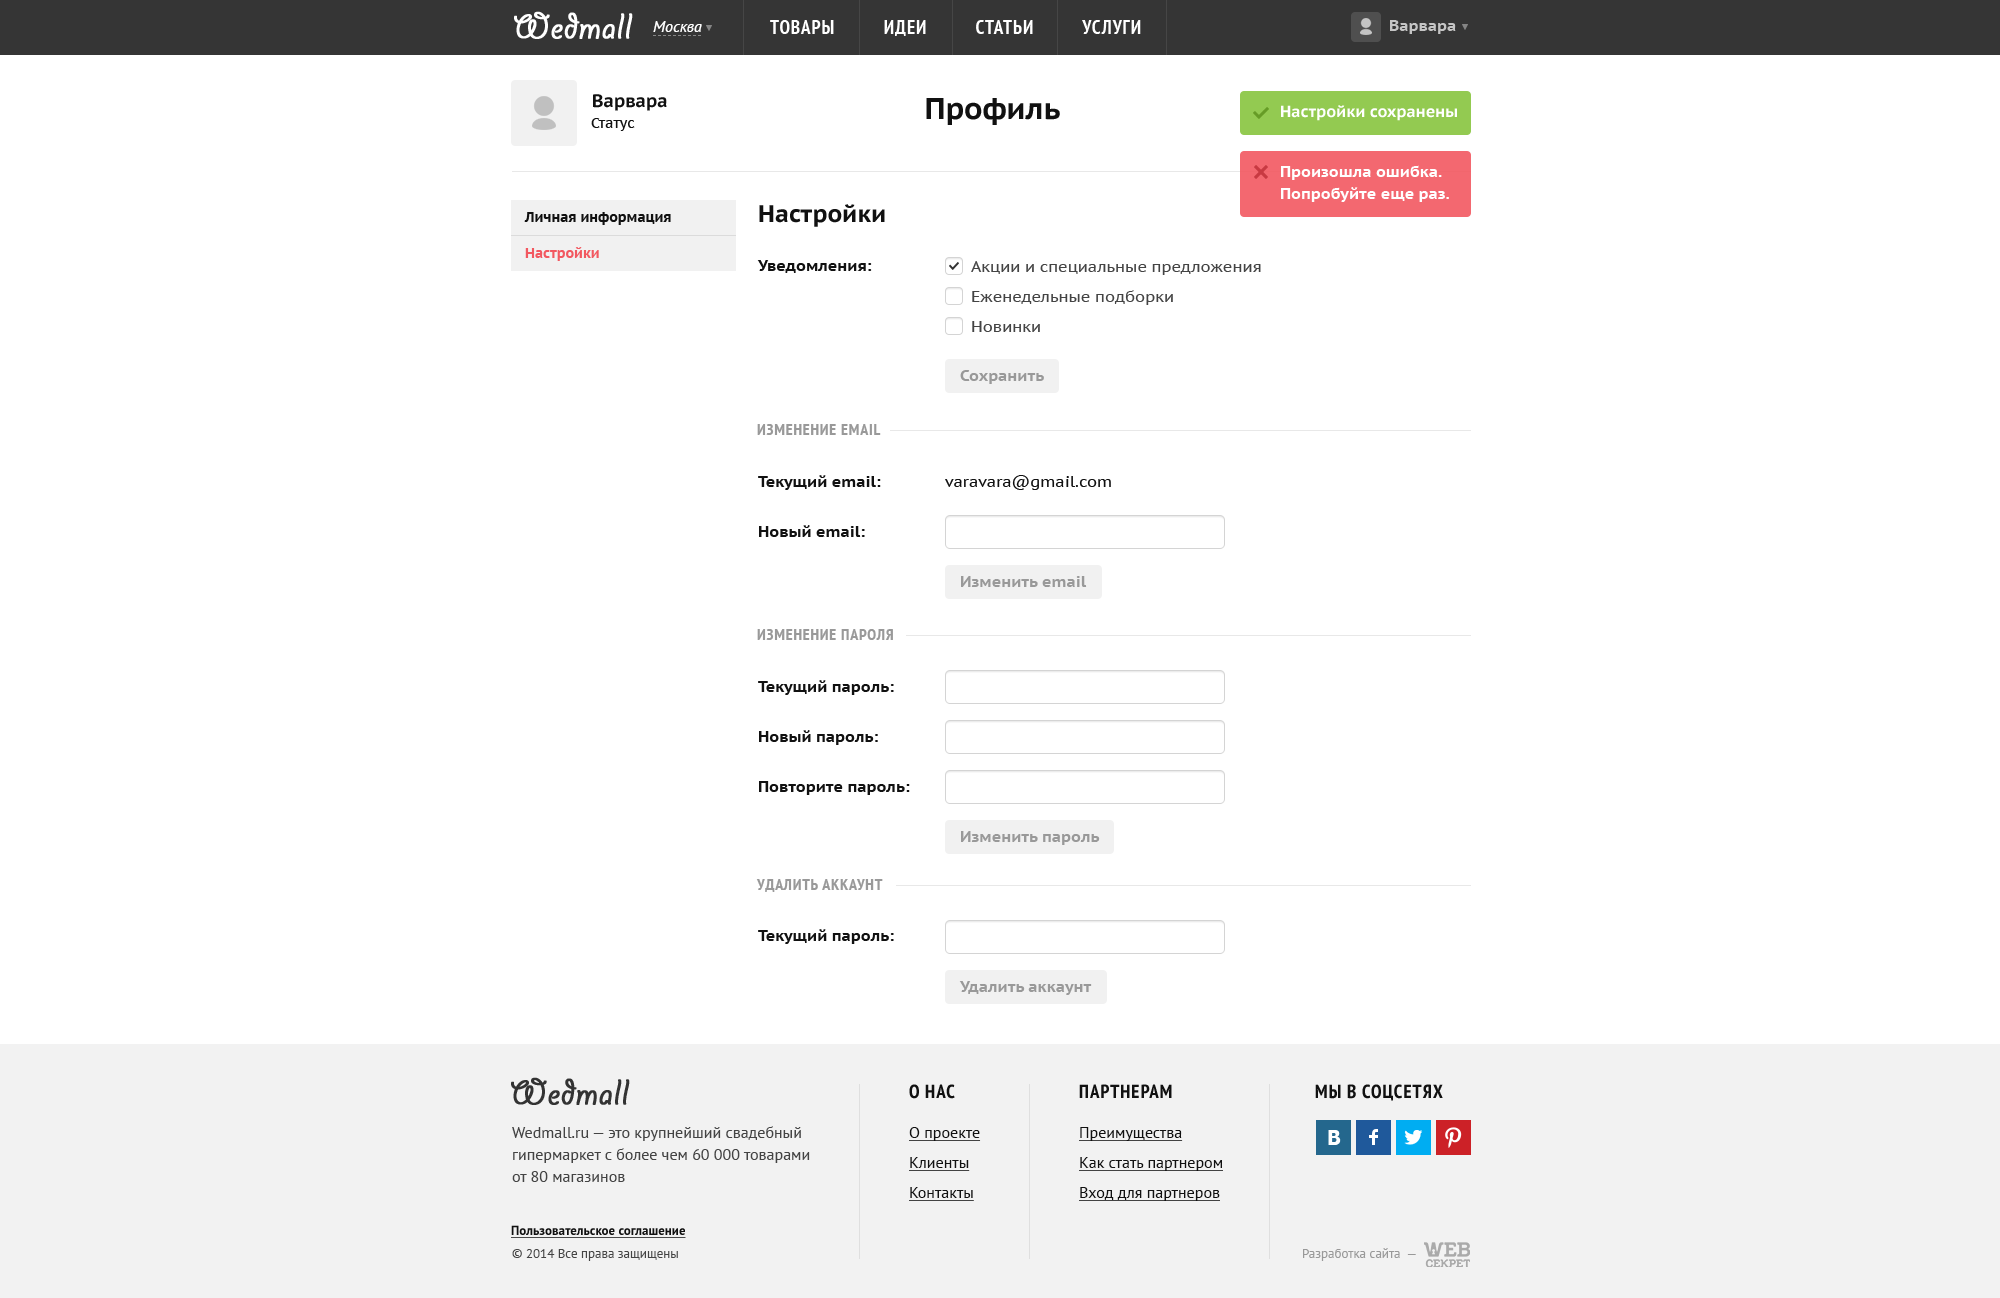 Wedmall
Москва ▾
ТОВАРЫ
ИДЕИ
СТАТЬИ
УСЛУГИ
Варвара ▾
Варвара
Статус
Профиль
Настройки сохранены
Произошла ошибка.
Попробуйте еще раз.
Личная информация
Настройки
Настройки
Уведомления:
Акции и специальные предложения
Еженедельные подборки
Новинки
Сохранить
ИЗМЕНЕНИЕ EMAIL
Текущий email:
varavara@gmail.com
Новый email:
Изменить email
ИЗМЕНЕНИЕ ПАРОЛЯ
Текущий пароль:
Новый пароль:
Повторите пароль:
Изменить пароль
УДАЛИТЬ АККАУНТ
Текущий пароль:
Удалить аккаунт
Wedmall
Wedmall.ru — это крупнейший свадебный
гипермаркет с более чем 60 000 товарами
от 80 магазинов
Пользовательское соглашение
© 2014 Все права защищены
О НАС
О проекте
Клиенты
Контакты
ПАРТНЕРАМ
Преимущества
Как стать партнером
Вход для партнеров
МЫ В СОЦСЕТЯХ
Разработка сайта —
WEB
СЕКРЕТ